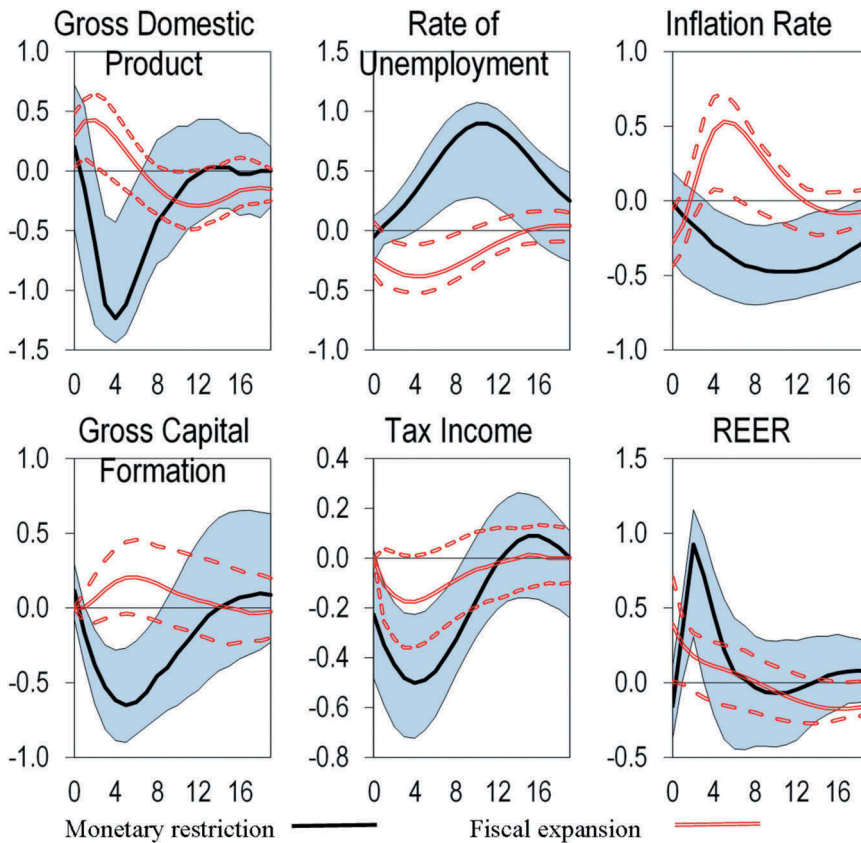 Gross Domestic Product
Rate of Unemployment
Inflation Rate
1.0
0.5
0.0
-0.5
-1.0
-1.5
0 4 8 12 16
1.5
1.0
0.5
0.0
-0.5
-1.0
0 4 8 12 16
1.0
0.5
0.0
-0.5
-1.0
0 4 8 12 16
Gross Capital Formation
Tax Income
REER
1.0
0.5
0.0
-0.5
-1.0
0 4 8 12 16
0.4
0.2
0.0
-0.2
-0.4
-0.6
-0.8
0 4 8 12 16
1.5
1.0
0.5
0.0
-0.5
0 4 8 12 16
Monetary restriction Fiscal expansion